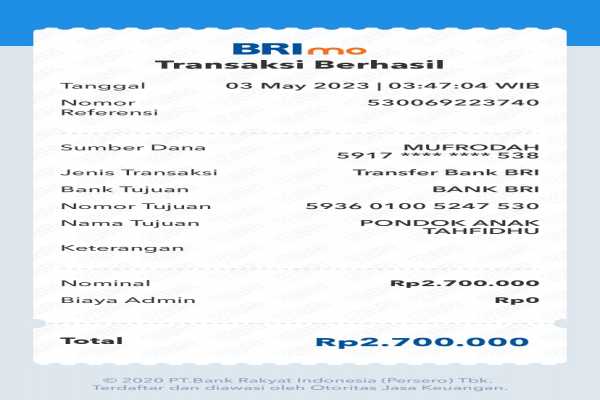 BRImo
Transaksi Berhasil
Tanggal 03 May 2023 | 03:47:04 WIB
Nomor Referensi 530069223740
Sumber Dana MUFRODAH
5917 **** **** 538
Jenis Transaksi Transfer Bank BRI
Bank Tujuan BANK BRI
Nomor Tujuan 5936 0100 5247 530
Nama Tujuan PONDOK ANAK
TAHFIDHU
Keterangan
Nominal Rp2.700.000
Biaya Admin Rp0
Total Rp2.700.000
© 2020 PT.Bank Rakyat Indonesia (Persero) Tbk.
Terdaftar dan diawasi oleh Otoritas Jasa Keuangan.